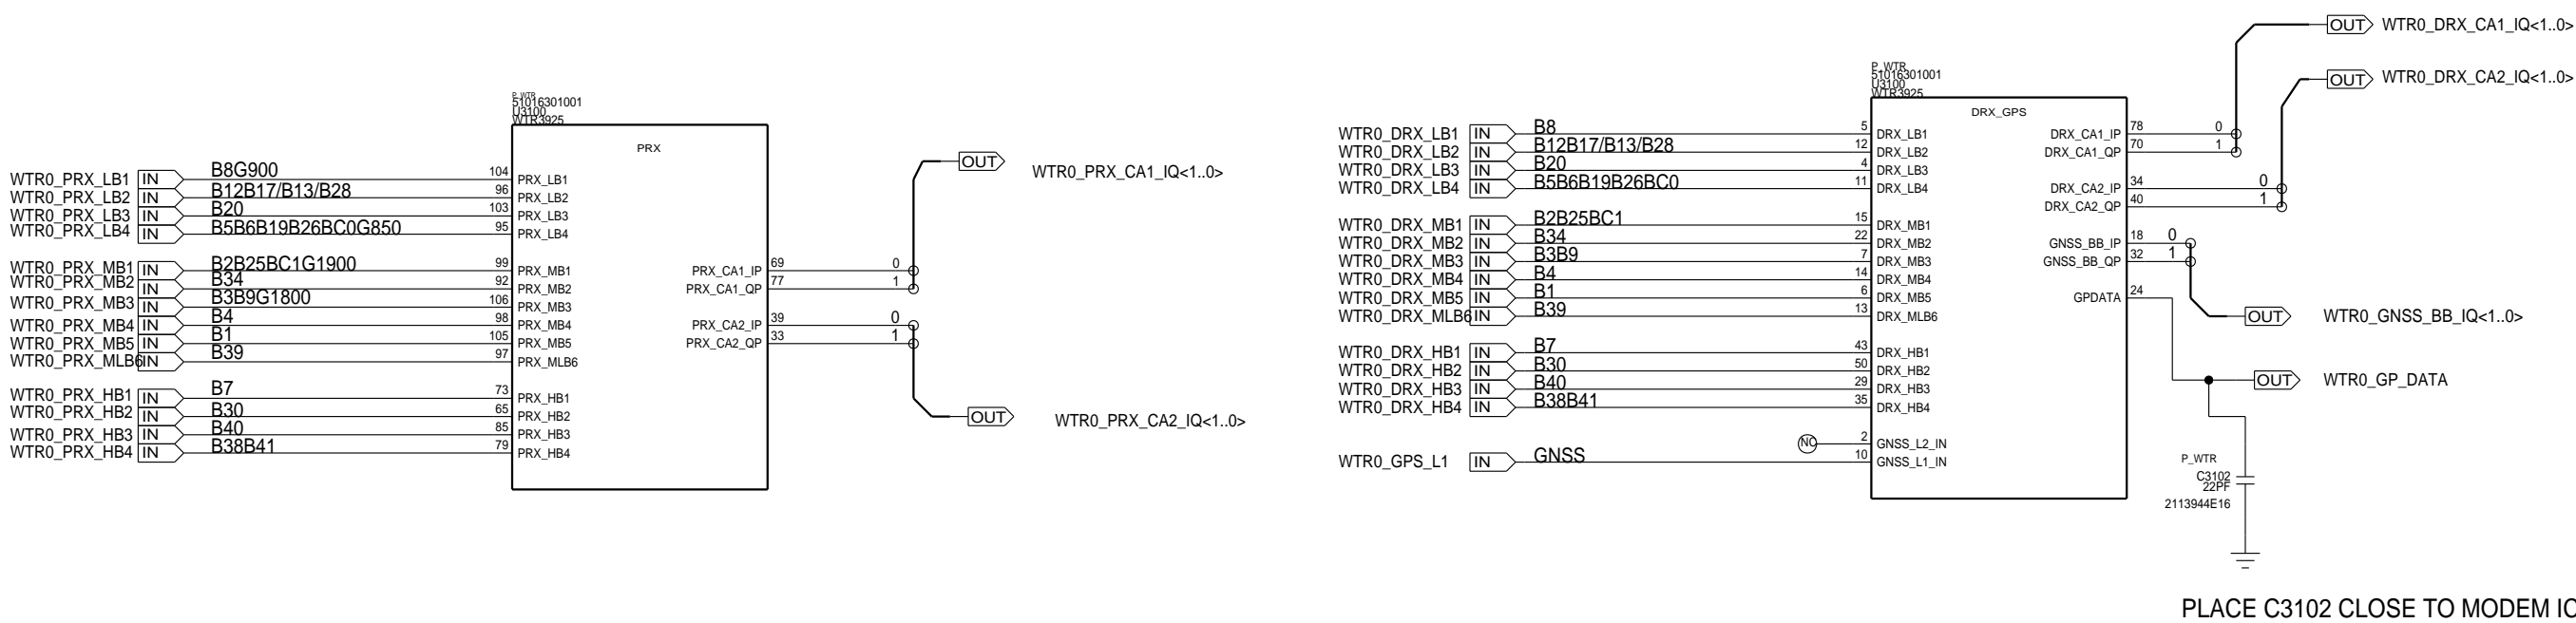 P_WTR
51016301001
U3100
WTR3925
PRX
WTR0_PRX_LB1 IN B8G900 104 PRX_LB1
WTR0_PRX_LB2 IN B12B17/B13/B28 96 PRX_LB2
WTR0_PRX_LB3 IN B20 103 PRX_LB3
WTR0_PRX_LB4 IN B5B6B19B26BC0G850 95 PRX_LB4
WTR0_PRX_MB1 IN B2B25BC1G1900 99 PRX_MB1
WTR0_PRX_MB2 IN B34 92 PRX_MB2
WTR0_PRX_MB3 IN B3B9G1800 106 PRX_MB3
WTR0_PRX_MB4 IN B4 98 PRX_MB4
WTR0_PRX_MB5 IN B1 105 PRX_MB5
WTR0_PRX_MLB6 IN B39 97 PRX_MLB6
WTR0_PRX_HB1 IN B7 73 PRX_HB1
WTR0_PRX_HB2 IN B30 65 PRX_HB2
WTR0_PRX_HB3 IN B40 85 PRX_HB3
WTR0_PRX_HB4 IN B38B41 79 PRX_HB4
PRX_CA1_IP 69 0
PRX_CA1_QP 77 1
PRX_CA2_IP 39 0
PRX_CA2_QP 33 1
OUT WTR0_PRX_CA1_IQ<1..0>
OUT WTR0_PRX_CA2_IQ<1..0>
P_WTR
51016301001
U3100
WTR3925
DRX_GPS
WTR0_DRX_LB1 IN B8 5 DRX_LB1
WTR0_DRX_LB2 IN B12B17/B13/B28 12 DRX_LB2
WTR0_DRX_LB3 IN B20 4 DRX_LB3
WTR0_DRX_LB4 IN B5B6B19B26BC0 11 DRX_LB4
WTR0_DRX_MB1 IN B2B25BC1 15 DRX_MB1
WTR0_DRX_MB2 IN B34 22 DRX_MB2
WTR0_DRX_MB3 IN B3B9 7 DRX_MB3
WTR0_DRX_MB4 IN B4 14 DRX_MB4
WTR0_DRX_MB5 IN B1 6 DRX_MB5
WTR0_DRX_MLB6 IN B39 13 DRX_MLB6
WTR0_DRX_HB1 IN B7 43 DRX_HB1
WTR0_DRX_HB2 IN B30 50 DRX_HB2
WTR0_DRX_HB3 IN B40 29 DRX_HB3
WTR0_DRX_HB4 IN B38B41 35 DRX_HB4
NC 2 GNSS_L2_IN
WTR0_GPS_L1 IN GNSS 10 GNSS_L1_IN
DRX_CA1_IP 78 0
DRX_CA1_QP 70 1
DRX_CA2_IP 34 0
DRX_CA2_QP 40 1
GNSS_BB_IP 18 0
GNSS_BB_QP 32 1
GPDATA 24
OUT WTR0_DRX_CA1_IQ<1..0>
OUT WTR0_DRX_CA2_IQ<1..0>
OUT WTR0_GNSS_BB_IQ<1..0>
OUT WTR0_GP_DATA
P_WTR
C3102
22PF
2113944E16
PLACE C3102 CLOSE TO MODEM IC